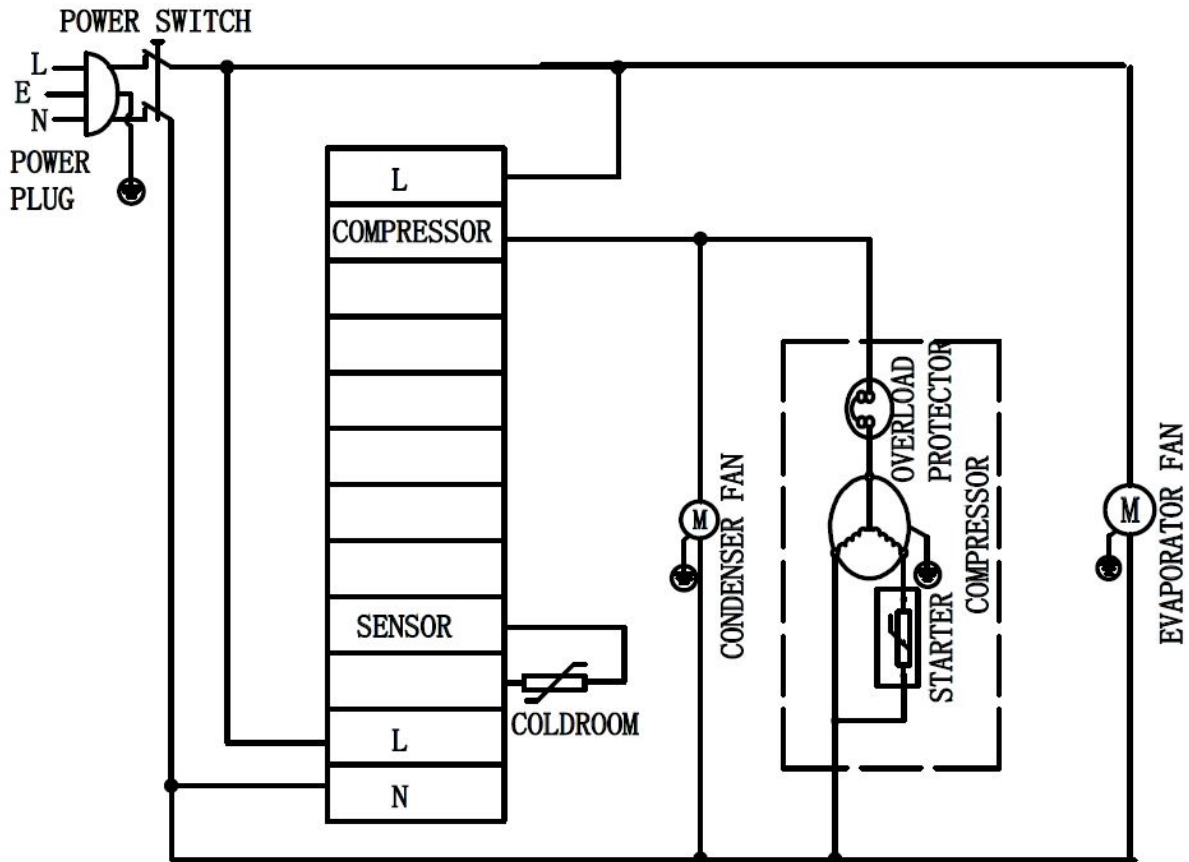 POWER SWITCH
L
E
N
POWER
PLUG
L
COMPRESSOR
SENSOR
L
N
COLDROOM
M
CONDENSER FAN
OVERLOAD
PROTECTOR
COMPRESSOR
STARTER
M
EVAPORATOR FAN